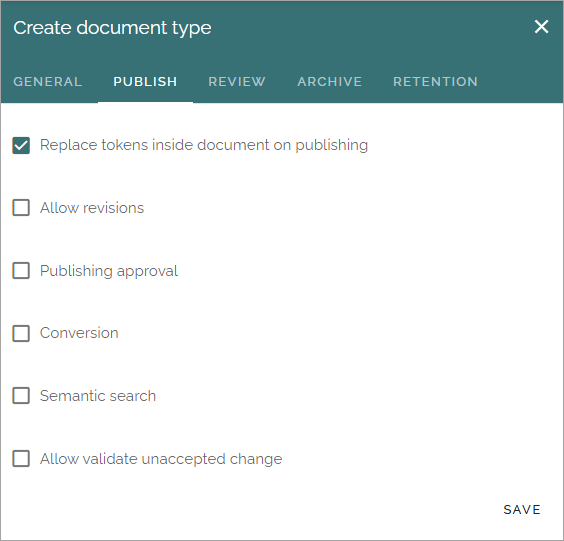 Create document type
GENERAL PUBLISH REVIEW ARCHIVE RETENTION
Replace tokens inside document on publishing
Allow revisions
Publishing approval
Conversion
Semantic search
Allow validate unaccepted change
SAVE